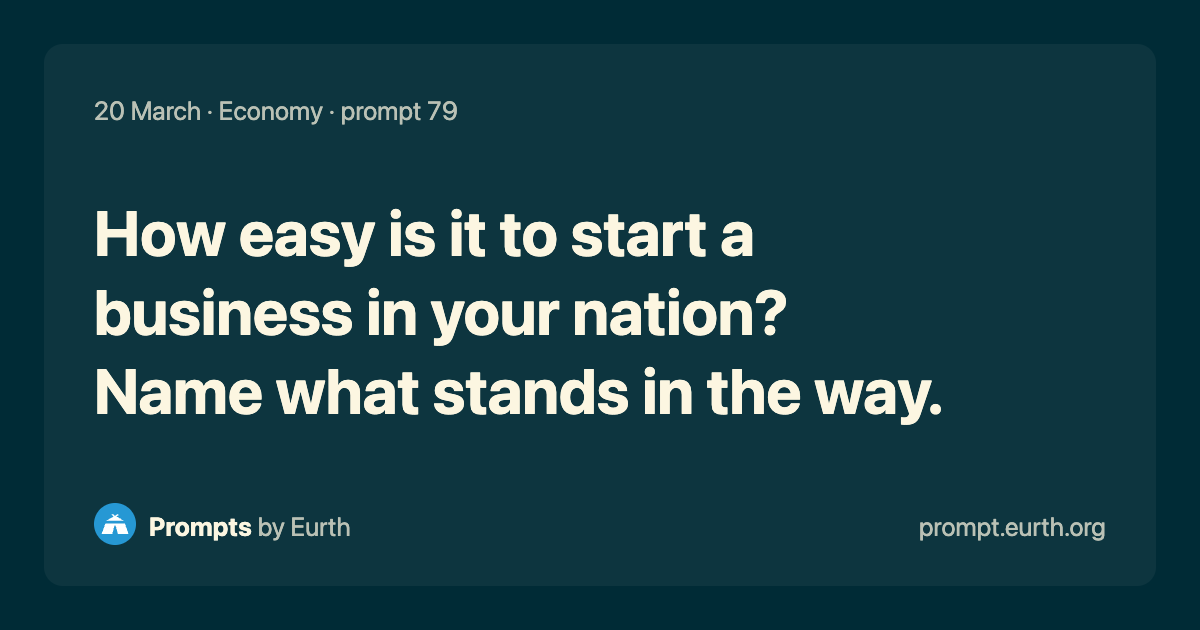 20 March · Economy · prompt 79
How easy is it to start a
business in your nation?
Name what stands in the way.
Prompts by Eurth
prompt.eurth.org